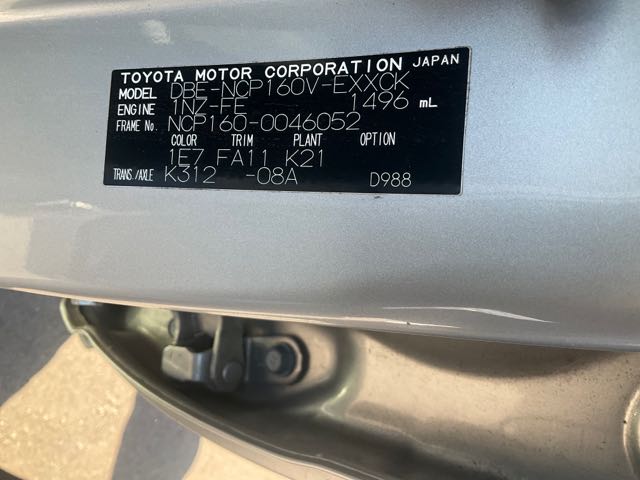 TOYOTA MOTOR CORPORATION JAPAN
MODEL DBE-NCP160V-EXXCK
ENGINE 1NZ-FE 1496 mL
FRAME No. NCP160-0046052
COLOR TRIM PLANT OPTION
1E7 FA11 K21
TRANS./AXLE K312 -08A D988